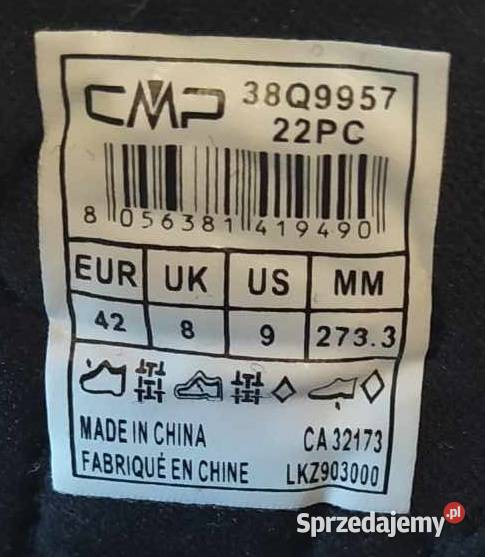 CMP 38Q9957
22PC
8 056381 419490
EUR UK US MM
42 8 9 273.3
MADE IN CHINA CA 32173
FABRIQUÉ EN CHINE LKZ903000
Sprzedajemy.pl